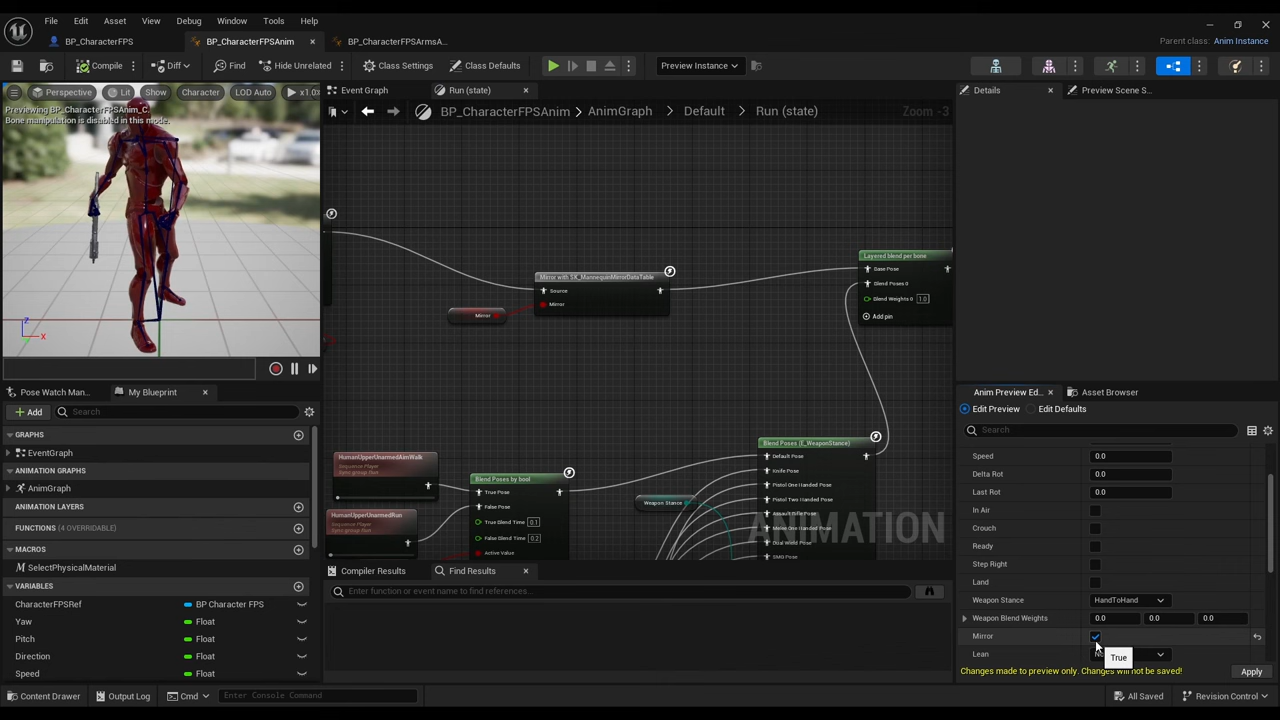 File Edit Asset View Window Debug Tools Help
BP_CharacterFPS
BP_CharacterFPSAnim
BP_CharacterFPSArmsA...
Parent class: Anim Instance
Compile
Diff
Find
Hide Unrelated
Class Settings
Class Defaults
Preview Instance
Perspective
Lit
Show
Character
LOD Auto
x1.0
Previewing BP_CharacterFPSAnim_C.
Bone manipulation is disabled in this mode.
Z
X
Event Graph
Run (state)
BP_CharacterFPSAnim > AnimGraph > Default > Run (state)
Zoom -3
Mirror with SK_MannequinMirrorDataTable
Source
Mirror
Mirror
Layered blend per bone
Base Pose
Blend Poses 0
Blend Weights 0 1.0
Add pin
HumanUpperUnarmedAimWalk
Sequence Player
Sync group Run
HumanUpperUnarmedRun
Sequence Player
Sync group Run
Blend Poses by bool
True Pose
False Pose
True Blend Time 0.1
False Blend Time 0.2
Active Value
Weapon Stance
Blend Poses (E_WeaponStance)
Default Pose
Knife Pose
Pistol One Handed Pose
Pistol Two Handed Pose
Assault Rifle Pose
Melee One Handed Pose
Dual Wield Pose
SMG Pose
ANIMATION
Pose Watch Man...
My Blueprint
Add
Search
GRAPHS
EventGraph
ANIMATION GRAPHS
AnimGraph
ANIMATION LAYERS
FUNCTIONS (4 OVERRIDABLE)
MACROS
SelectPhysicalMaterial
VARIABLES
CharacterFPSRef BP Character FPS
Yaw Float
Pitch Float
Direction Float
Speed Float
Compiler Results
Find Results
Enter function or event name to find references...
Details
Preview Scene S...
Anim Preview Ed...
Asset Browser
Edit Preview
Edit Defaults
Search
Speed 0.0
Delta Rot 0.0
Last Rot 0.0
In Air
Crouch
Ready
Step Right
Land
Weapon Stance HandToHand
Weapon Blend Weights 0.0 0.0 0.0
Mirror
Lean
True
Changes made to preview only. Changes will not be saved!
Apply
Content Drawer
Output Log
Cmd
Enter Console Command
All Saved
Revision Control